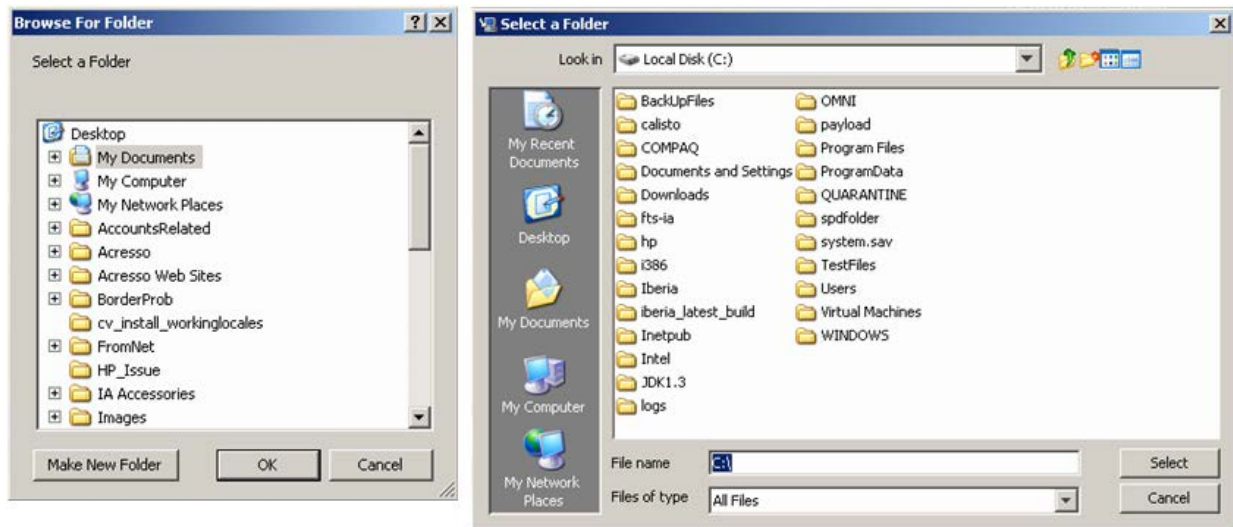 Browse For Folder
Select a Folder
Desktop
My Documents
My Computer
My Network Places
AccountsRelated
Acresso
Acresso Web Sites
BorderProb
cv_install_workinglocales
FromNet
HP_Issue
IA Accessories
Images
Make New Folder
OK
Cancel
Select a Folder
Look in
Local Disk (C:)
My Recent
Documents
Desktop
My Documents
My Computer
My Network
Places
BackUpFiles
calisto
COMPAQ
Documents and Settings
Downloads
fts-ia
hp
i386
Iberia
iberia_latest_build
Inetpub
Intel
JDK1.3
logs
OMNI
payload
Program Files
ProgramData
QUARANTINE
spdfolder
system.sav
TestFiles
Users
Virtual Machines
WINDOWS
File name
C:\
Select
Files of type
All Files
Cancel